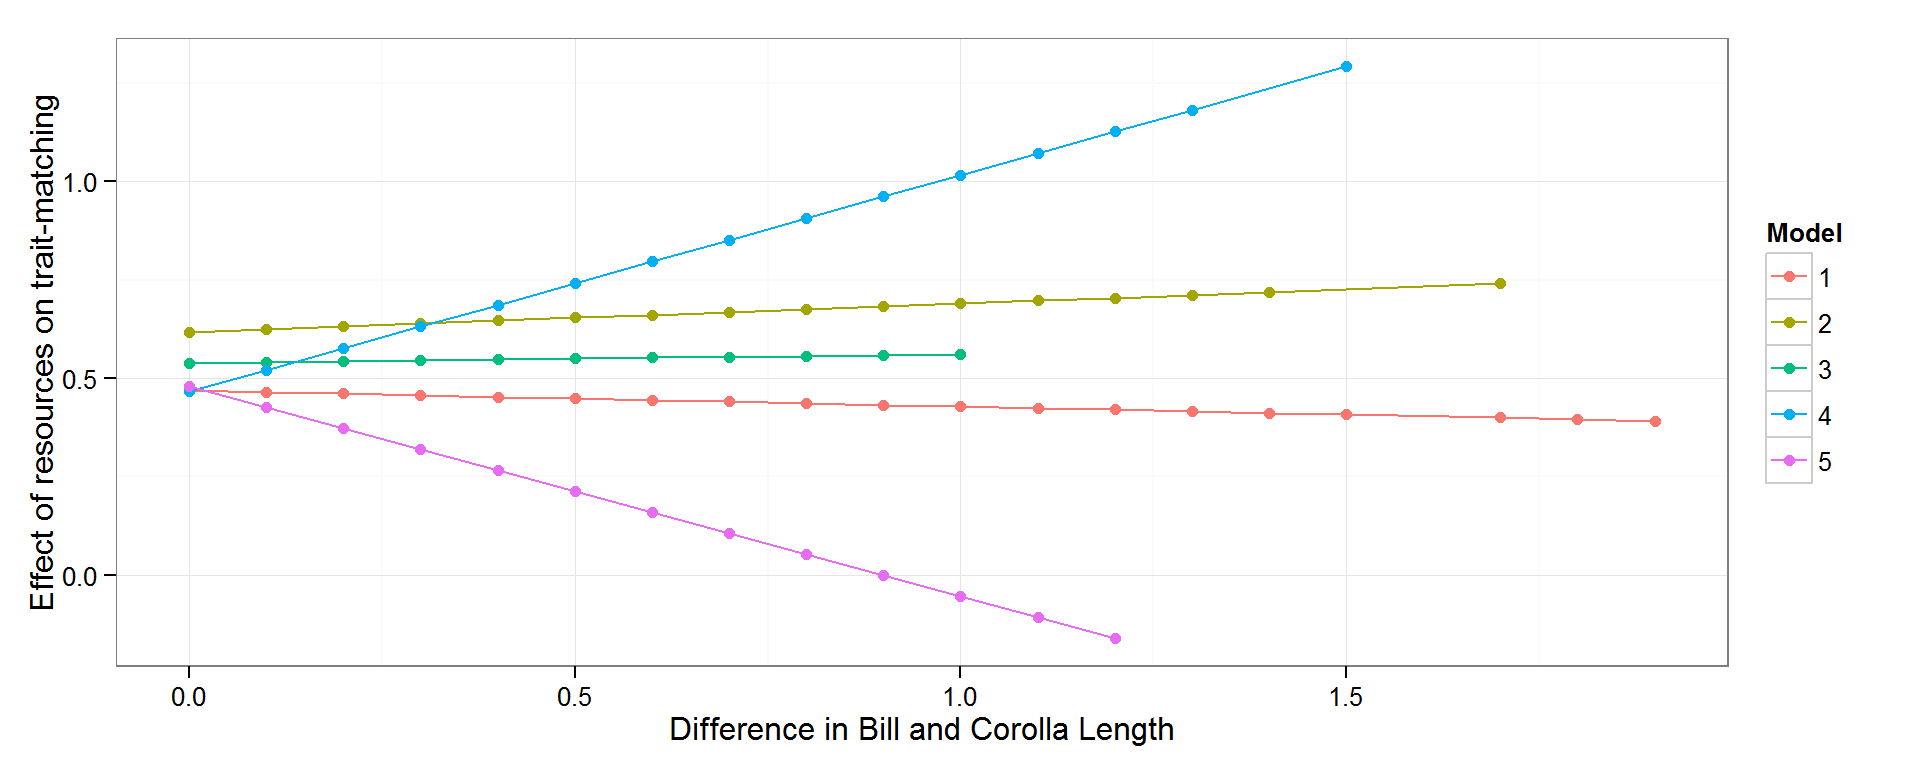 Effect of resources on trait-matching
1.0
0.5
0.0
0.0 0.5 1.0 1.5
Difference in Bill and Corolla Length
Model
1
2
3
4
5